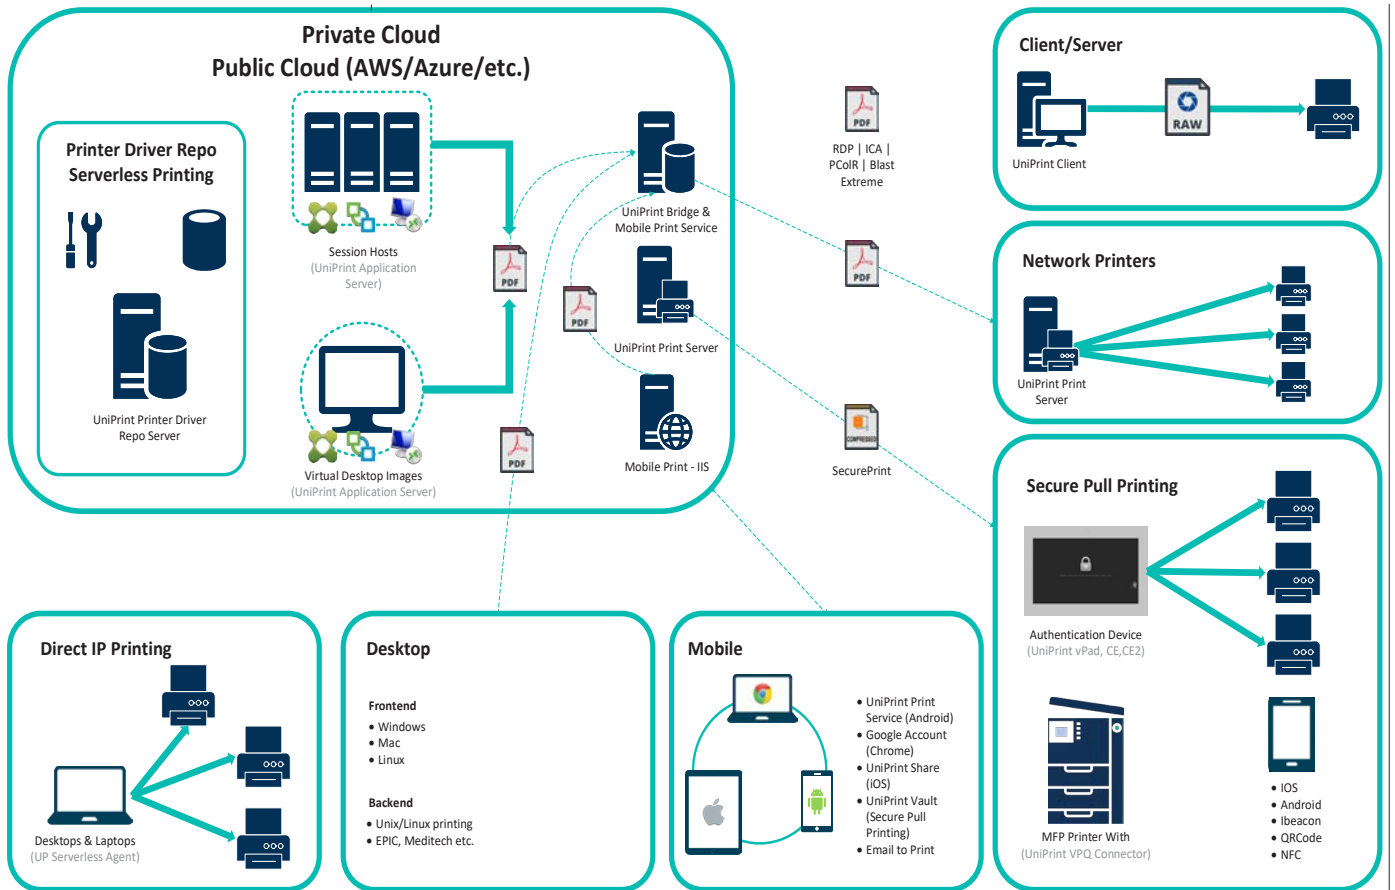 Private Cloud
Public Cloud (AWS/Azure/etc.)
Printer Driver Repo
Serverless Printing
UniPrint Printer Driver
Repo Server
Session Hosts
(UniPrint Application
Server)
PDF
Virtual Desktop Images
(UniPrint Application Server)
UniPrint Bridge &
Mobile Print Service
PDF
UniPrint Print Server
PDF
Mobile Print - IIS
PDF
RDP | ICA |
PColR | Blast
Extreme
PDF
COMPRESSED
SecurePrint
Client/Server
RAW
UniPrint Client
Network Printers
UniPrint Print
Server
Secure Pull Printing
Authentication Device
(UniPrint vPad, CE,CE2)
MFP Printer With
(UniPrint VPQ Connector)
• IOS
• Android
• Ibeacon
• QRCode
• NFC
Direct IP Printing
Desktops & Laptops
(UP Serverless Agent)
Desktop
Frontend
• Windows
• Mac
• Linux
Backend
• Unix/Linux printing
• EPIC, Meditech etc.
Mobile
• UniPrint Print
Service (Android)
• Google Account
(Chrome)
• UniPrint Share
(iOS)
• UniPrint Vault
(Secure Pull
Printing)
• Email to Print